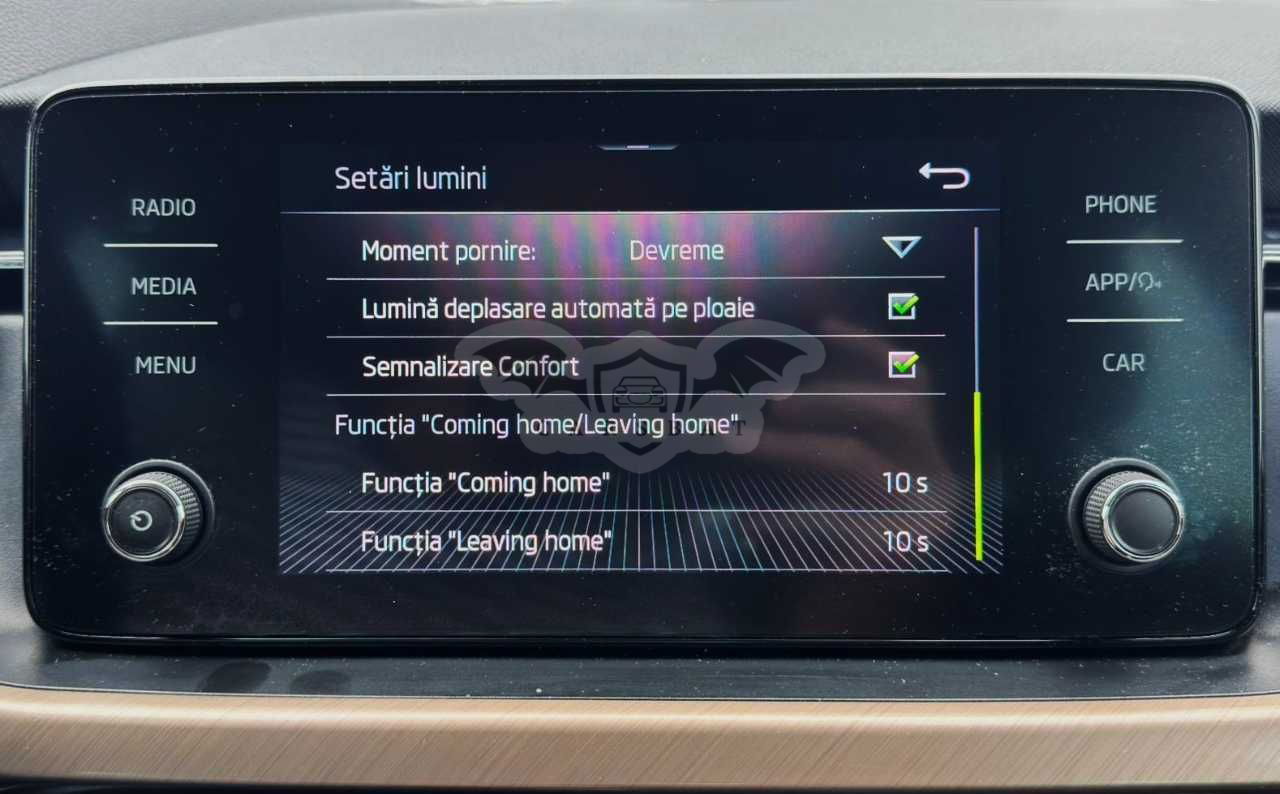 RADIO
MEDIA
MENU
Setări lumini
Moment pornire: Devreme
Lumină deplasare automată pe ploaie
Semnalizare Confort
Funcția "Coming home/Leaving home"
Funcția "Coming home" 10 s
Funcția "Leaving home" 10 s
PHONE
APP/
CAR